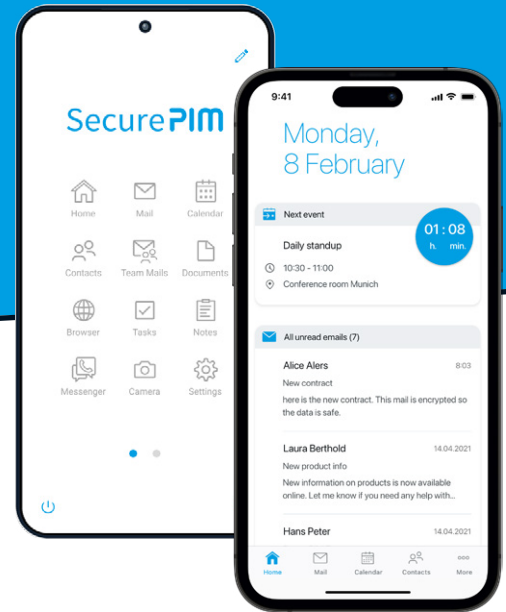 SecurePIM
Home
Mail
Calendar
Contacts
Team Mails
Documents
Browser
Tasks
Notes
Messenger
Camera
Settings
9:41
Monday,
8 February
Next event
01 : 08
h. min.
Daily standup
10:30 - 11:00
Conference room Munich
All unread emails (7)
Alice Alers 8:03
New contract
here is the new contract. This mail is encrypted so
the data is safe.
Laura Berthold 14.04.2021
New product info
New information on products is now available
online. Let me know if you need any help with...
Hans Peter 14.04.2021
Home
Mail
Calendar
Contacts
More